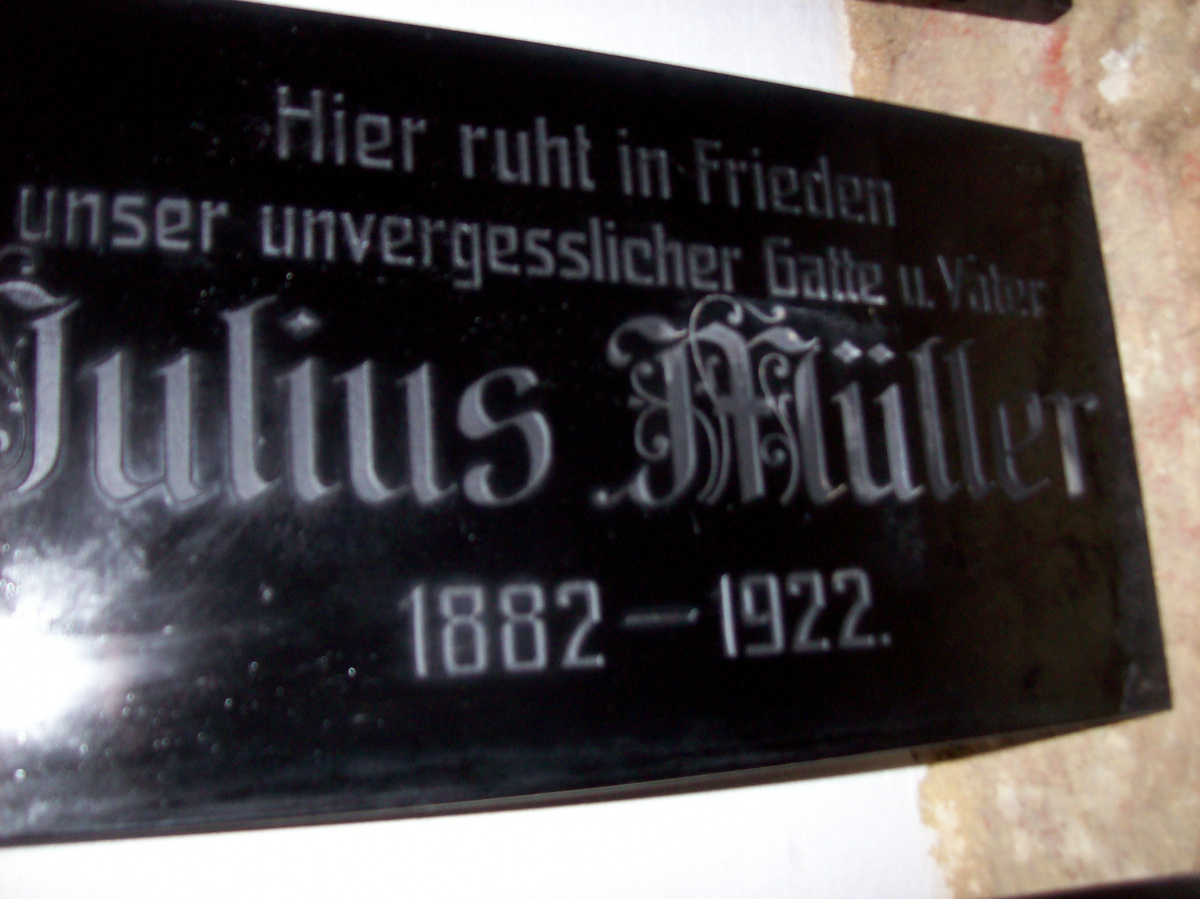 Hier ruht in Frieden
unser unvergesslicher Gatte u. Vater
Julius Müller
1882 — 1922.